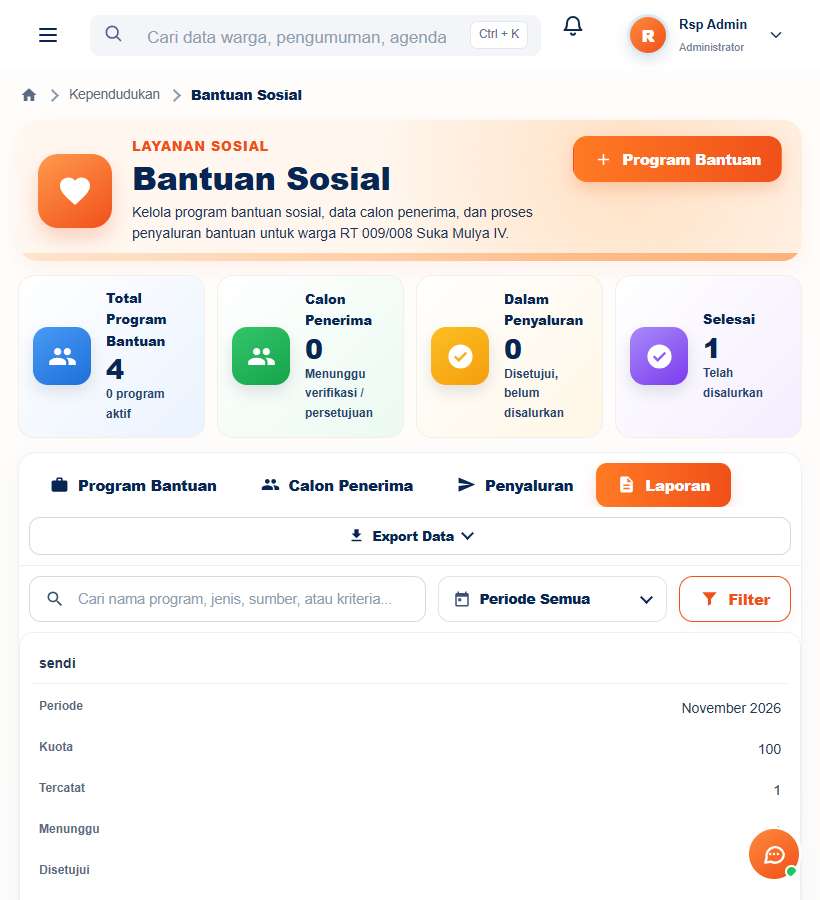 Cari data warga, pengumuman, agenda
Ctrl + K
R
Rsp Admin
Administrator
Kependudukan
Bantuan Sosial
LAYANAN SOSIAL
Bantuan Sosial
Kelola program bantuan sosial, data calon penerima, dan proses
penyaluran bantuan untuk warga RT 009/008 Suka Mulya IV.
+ Program Bantuan
Total
Program
Bantuan
4
0 program
aktif
Calon
Penerima
0
Menunggu
verifikasi /
persetujuan
Dalam
Penyaluran
0
Disetujui,
belum
disalurkan
Selesai
1
Telah
disalurkan
Program Bantuan
Calon Penerima
Penyaluran
Laporan
Export Data
Cari nama program, jenis, sumber, atau kriteria...
Periode Semua
Filter
sendi
Periode
November 2026
Kuota
100
Tercatat
1
Menunggu
Disetujui